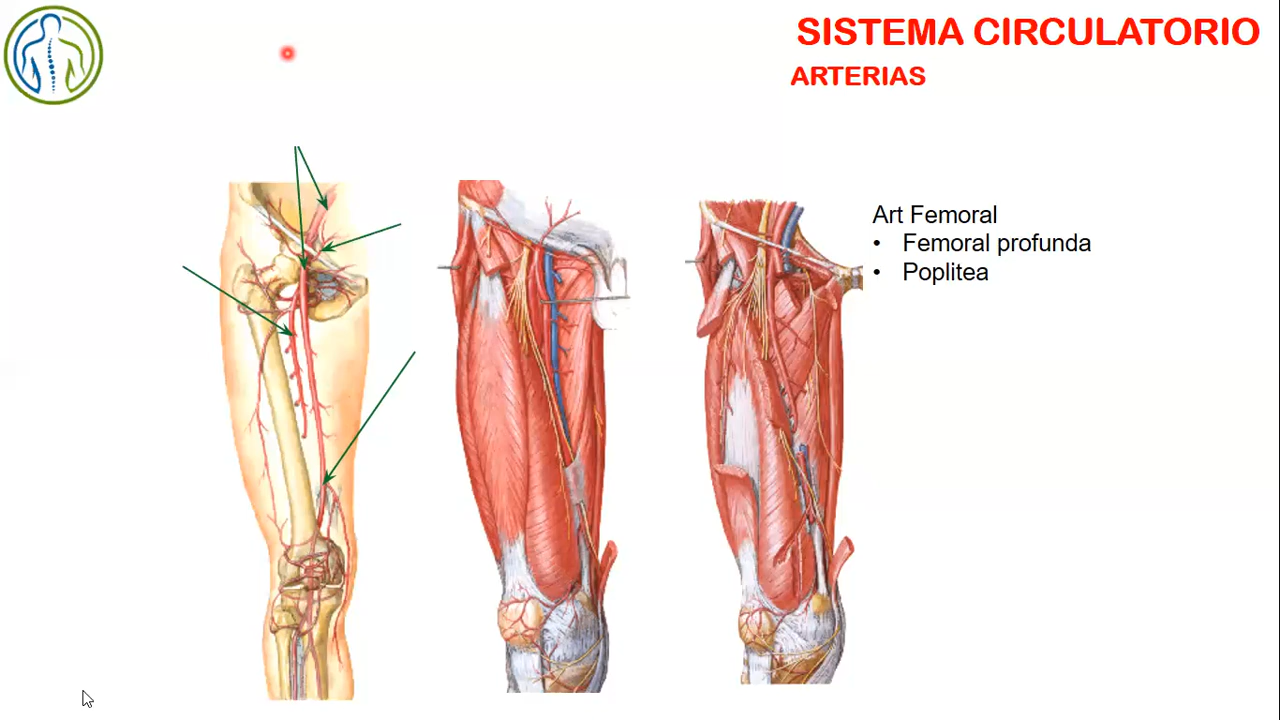 SISTEMA CIRCULATORIO
ARTERIAS
Art Femoral
• Femoral profunda
• Poplitea